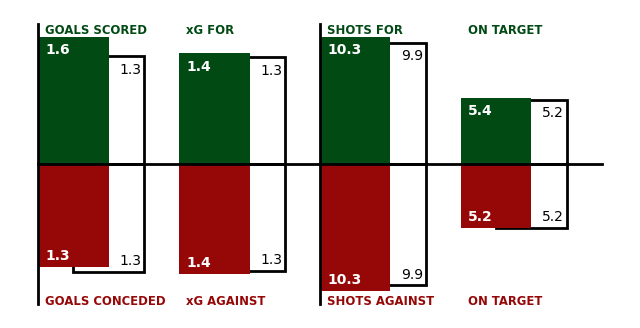 GOALS SCORED xG FOR SHOTS FOR ON TARGET
1.6 1.3 1.4 1.3 10.3 9.9 5.4 5.2
1.3 1.3 1.4 1.3 10.3 9.9 5.2 5.2
GOALS CONCEDED xG AGAINST SHOTS AGAINST ON TARGET